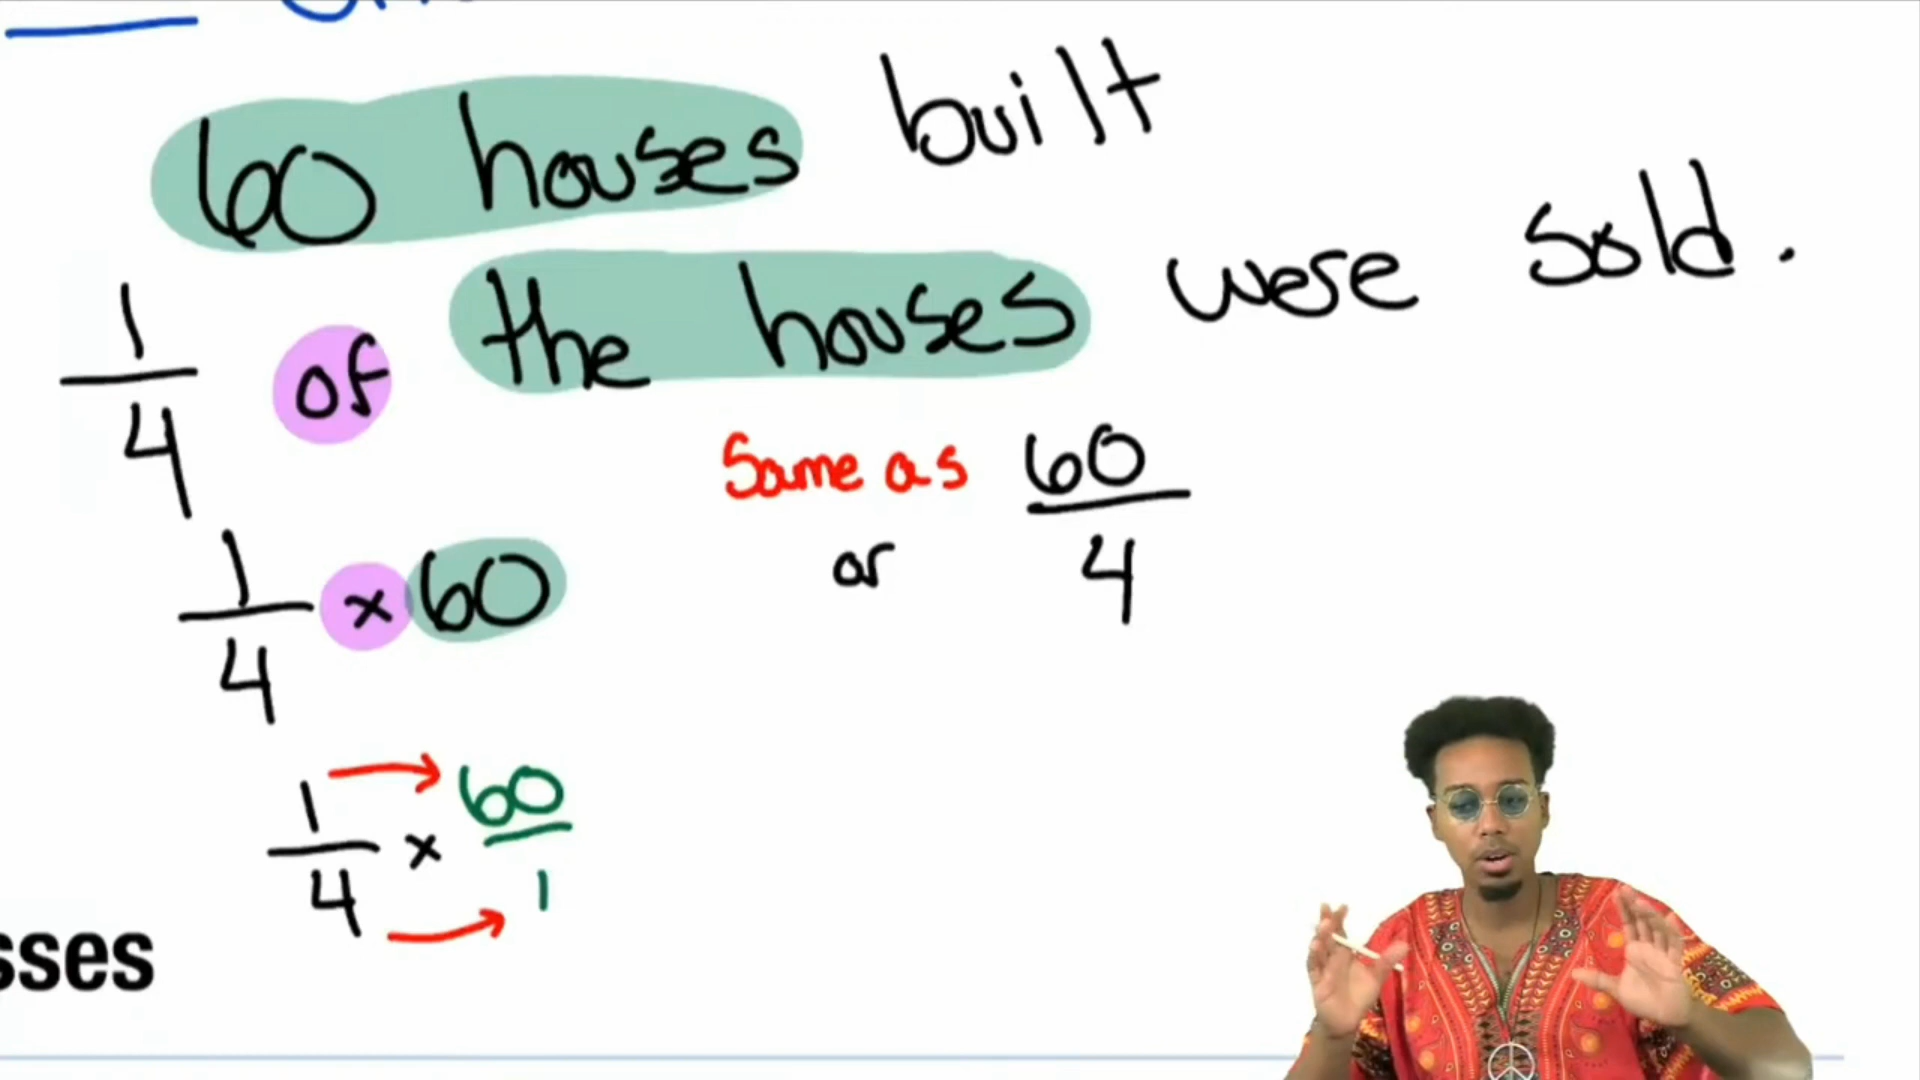 60 houses built
1/4 of the houses were sold.
Same as 60/4
or
1/4 × 60
1/4 × 60/1
sses